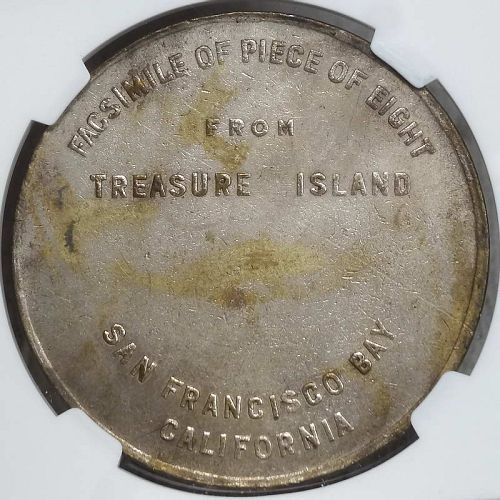 FACSIMILE OF PIECE OF EIGHT
FROM
TREASURE ISLAND
SAN FRANCISCO BAY
CALIFORNIA